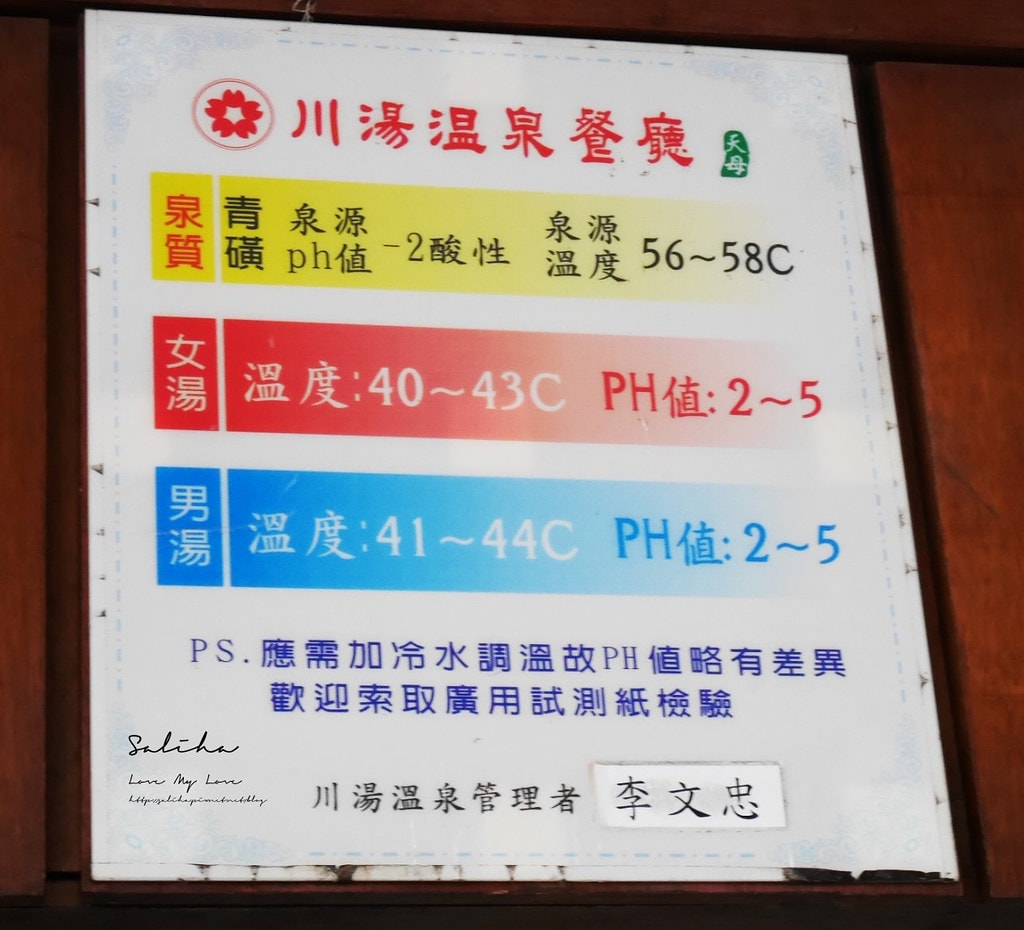 川湯溫泉餐廳 天母
泉質 青磺 泉源ph值 -2酸性 泉源溫度 56~58C
女湯 溫度:40~43C PH值:2~5
男湯 溫度:41~44C PH值:2~5
PS.應需加冷水調溫故PH值略有差異
歡迎索取廣用試測紙檢驗
川湯溫泉管理者 李文忠
Saliha
Love My Love